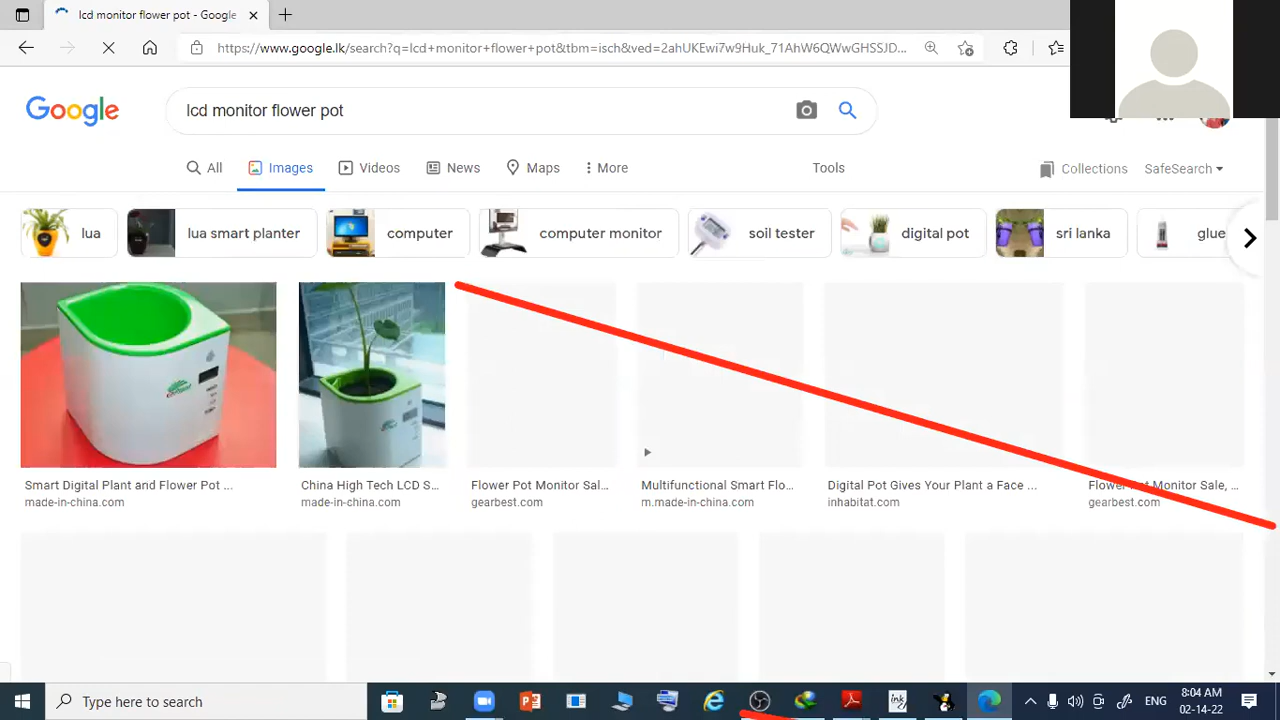 lcd monitor flower pot - Google
https://www.google.lk/search?q=lcd+monitor+flower+pot&tbm=isch&ved=2ahUKEwi7w9Huk_71AhW6QWwGHSSJD...
Google
lcd monitor flower pot
All Images Videos News Maps More Tools Collections SafeSearch
lua lua smart planter computer computer monitor soil tester digital pot sri lanka glue
Smart Digital Plant and Flower Pot ... China High Tech LCD S... Flower Pot Monitor Sal... Multifunctional Smart Flo... Digital Pot Gives Your Plant a Face ... Flower Pot Monitor Sale, ...
made-in-china.com made-in-china.com gearbest.com m.made-in-china.com inhabitat.com gearbest.com
Type here to search
ink
ENG
8:04 AM
02-14-22